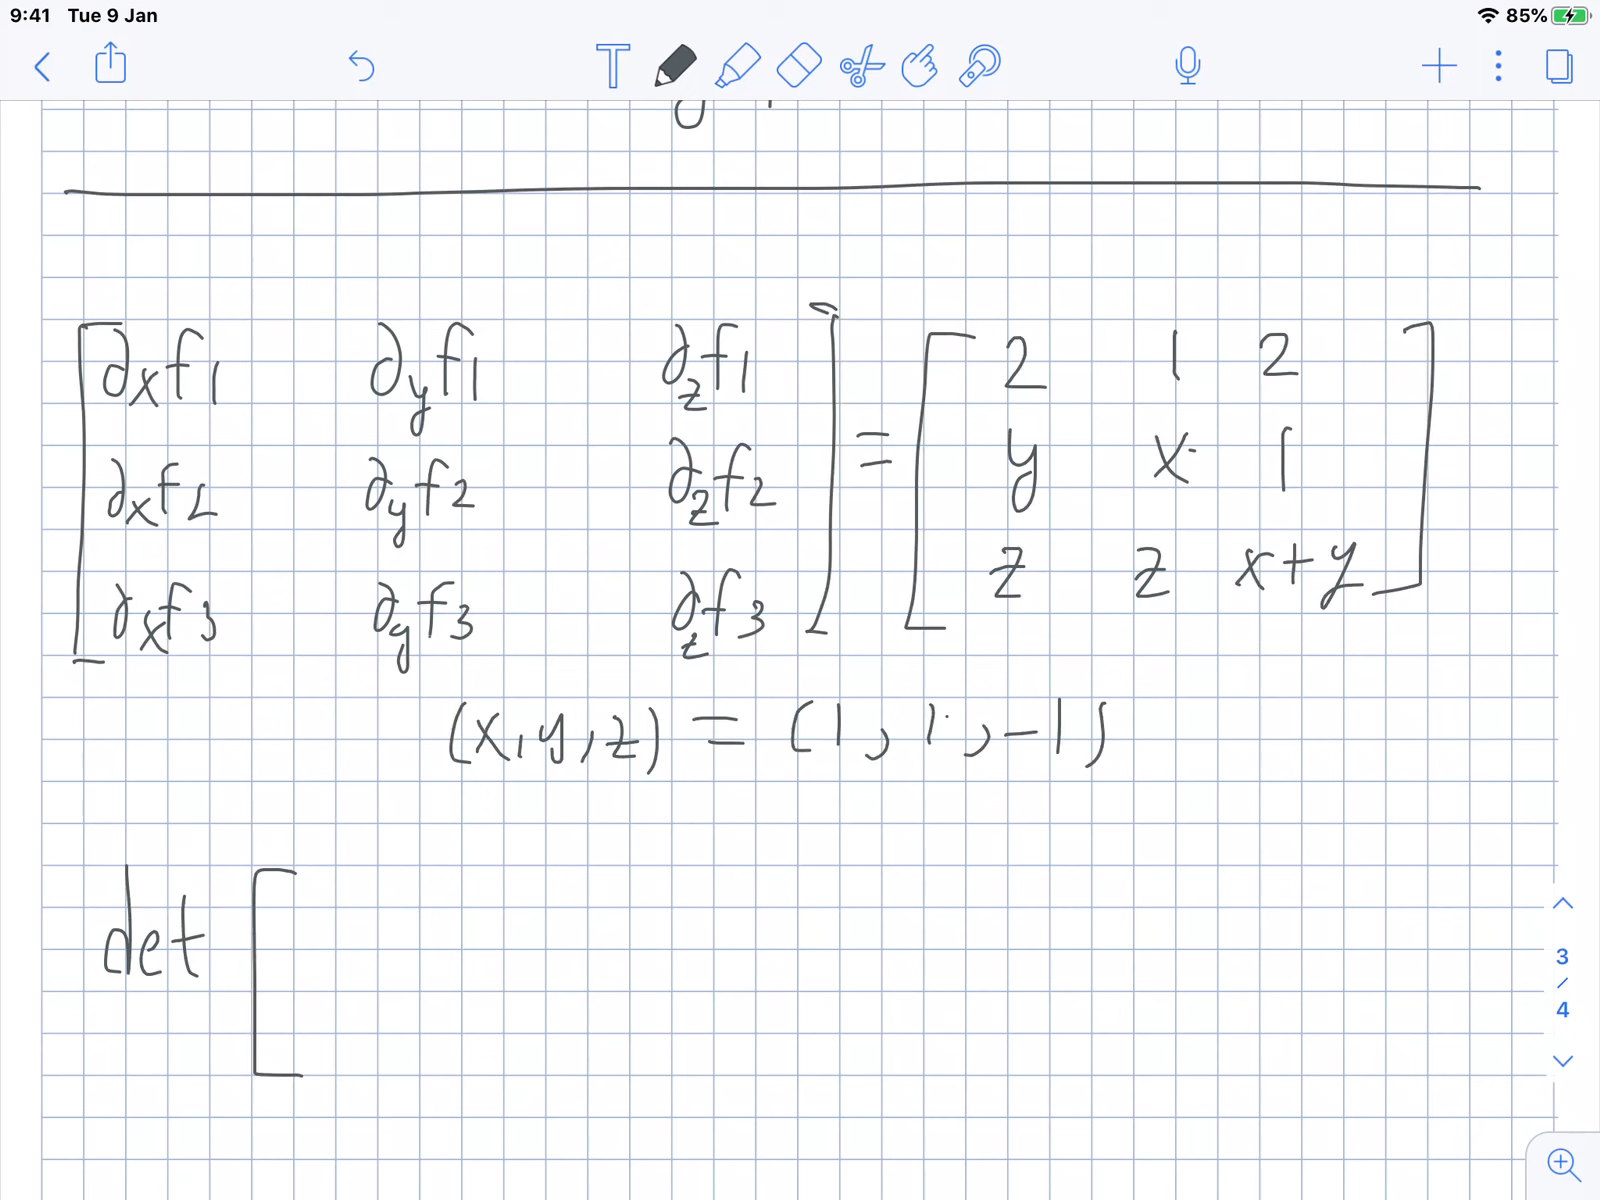 9:41 Tue 9 Jan 85%
T
∂xf1 ∂yf1 ∂zf1 = 2 1 2
∂xf2 ∂yf2 ∂zf2 y x 1
∂xf3 ∂yf3 ∂zf3 z z x+y
(x,y,z) = (1,1,-1)
det [
3
/
4